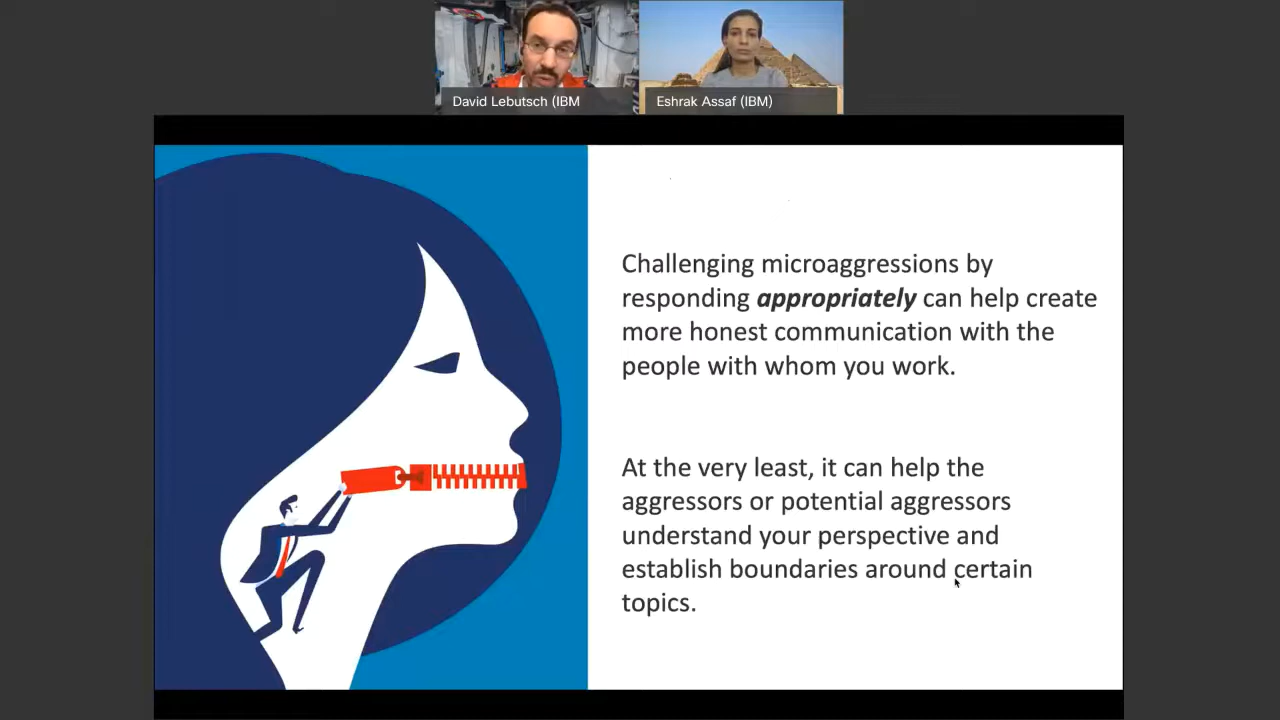 David Lebutsch (IBM
Eshrak Assaf (IBM)
Challenging microaggressions by
responding appropriately can help create
more honest communication with the
people with whom you work.
At the very least, it can help the
aggressors or potential aggressors
understand your perspective and
establish boundaries around certain
topics.